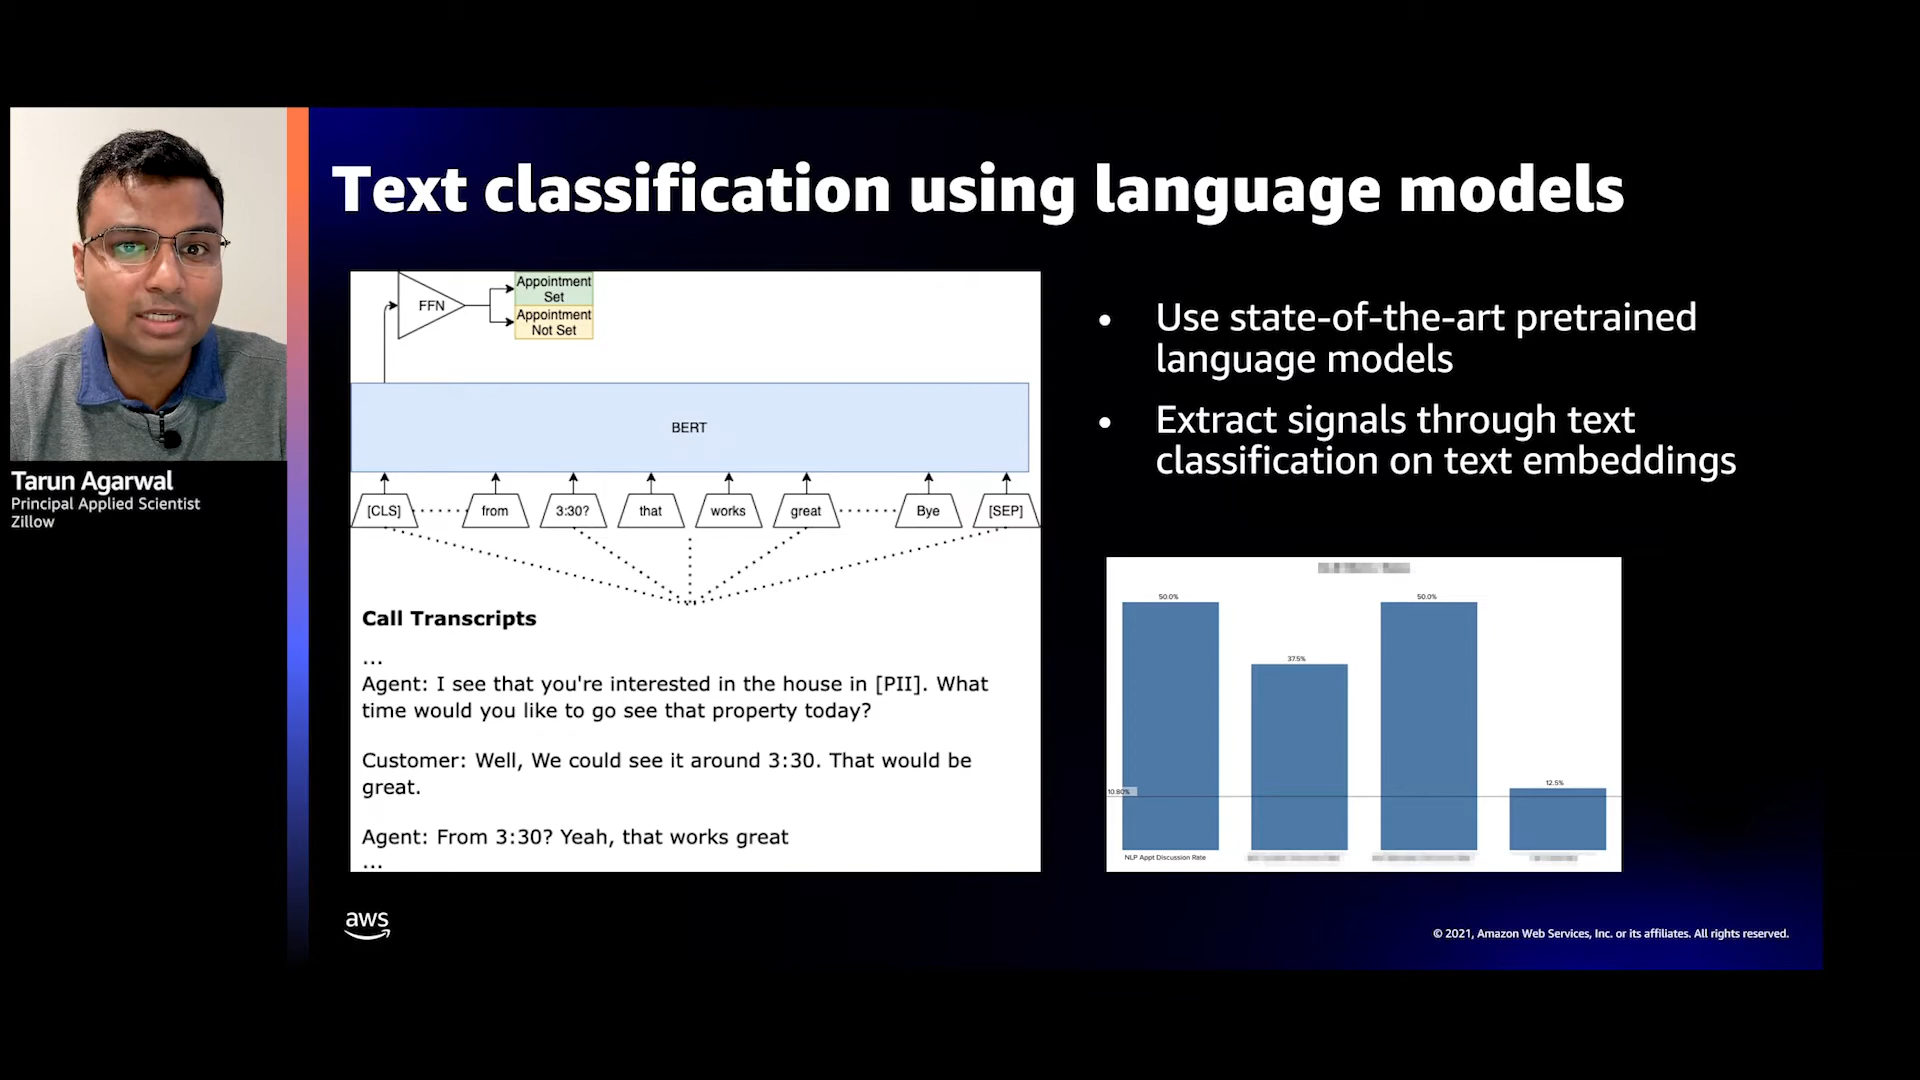 Text classification using language models
Tarun Agarwal
Principal Applied Scientist
Zillow
FFN
Appointment
Set
Appointment
Not Set
BERT
[CLS] from 3:30? that works great Bye [SEP]
Call Transcripts
...
Agent: I see that you're interested in the house in [PII]. What
time would you like to go see that property today?
Customer: Well, We could see it around 3:30. That would be
great.
Agent: From 3:30? Yeah, that works great
...
• Use state-of-the-art pretrained
language models
• Extract signals through text
classification on text embeddings
50.0%
37.5%
50.0%
12.5%
10.80%
NLP Appt Discussion Rate
aws
© 2021, Amazon Web Services, Inc. or its affiliates. All rights reserved.